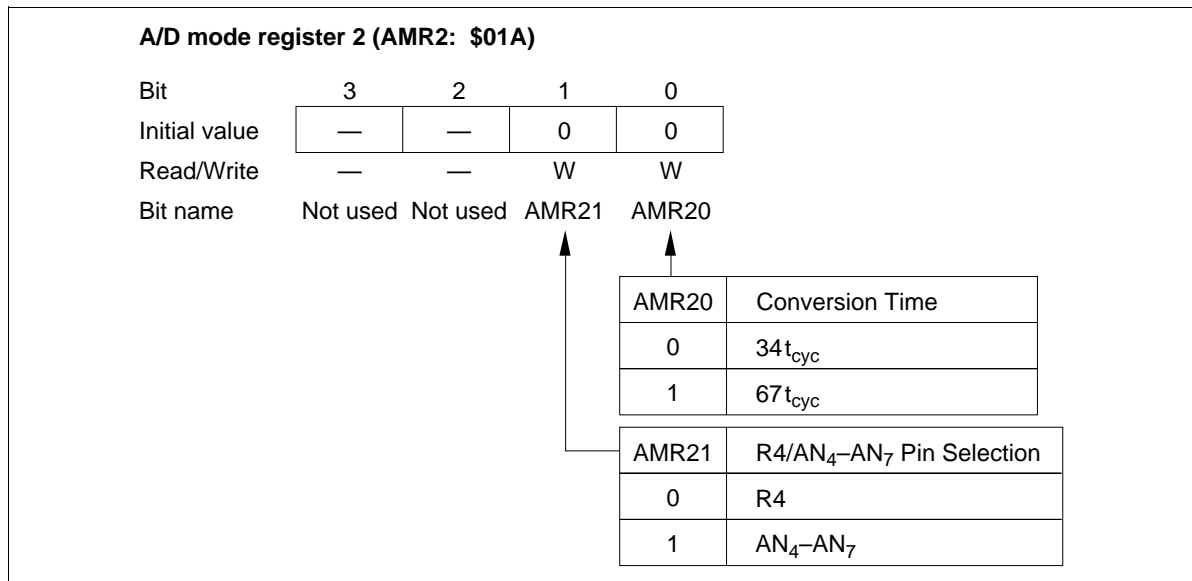 A/D mode register 2 (AMR2: $01A)
Bit 3 2 1 0
Initial value — — 0 0
Read/Write — — W W
Bit name Not used Not used AMR21 AMR20
AMR20 Conversion Time
0 34tcyc
1 67tcyc
AMR21 R4/AN4–AN7 Pin Selection
0 R4
1 AN4–AN7